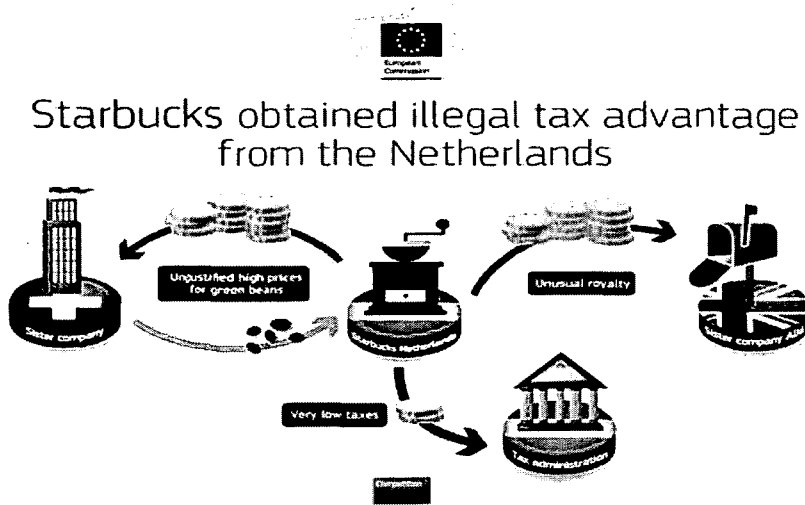 European
Commission
Starbucks obtained illegal tax advantage
from the Netherlands
Unjustified high prices
for green beans
Unusual royalty
Sister company
Starbucks Netherlands
Sister company Alki
Very low taxes
Tax administration
Competition